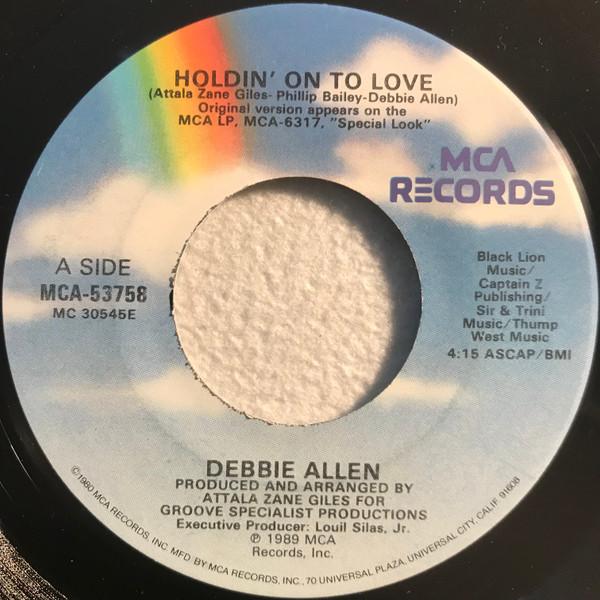 HOLDIN' ON TO LOVE
(Attala Zane Giles- Phillip Bailey-Debbie Allen)
Original version appears on the
MCA LP, MCA-6317, "Special Look"
MCA
RECORDS
A SIDE
MCA-53758
MC 30545E
Black Lion
Music/
Captain Z
Publishing/
Sir & Trini
Music/Thump
West Music
4:15 ASCAP/BMI
DEBBIE ALLEN
PRODUCED AND ARRANGED BY
ATTALA ZANE GILES FOR
GROOVE SPECIALIST PRODUCTIONS
Executive Producer: Louil Silas, Jr.
℗ 1989 MCA
Records, Inc.
©1980 MCA RECORDS, INC. MFD. BY MCA RECORDS, INC., 70 UNIVERSAL PLAZA, UNIVERSAL CITY, CALIF. 91608